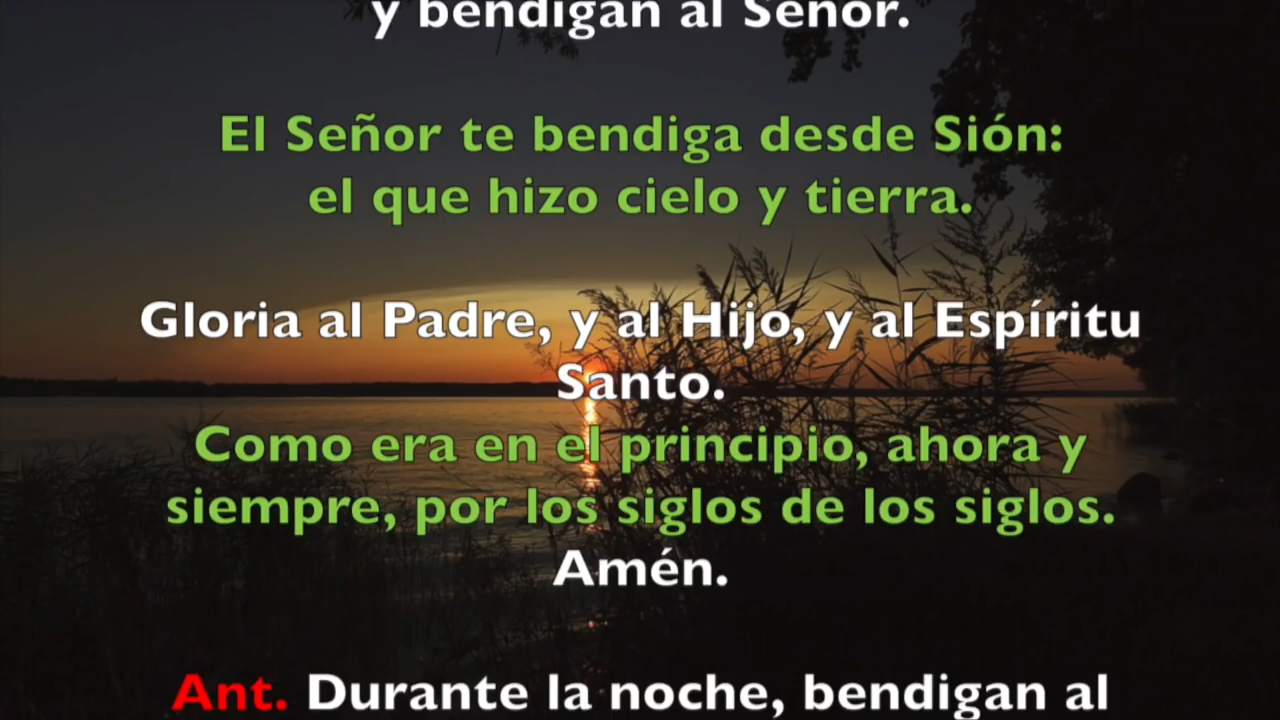 y bendigan al Señor.
El Señor te bendiga desde Sión:
el que hizo cielo y tierra.
Gloria al Padre, y al Hijo, y al Espíritu
Santo.
Como era en el principio, ahora y
siempre, por los siglos de los siglos.
Amén.
Ant. Durante la noche, bendigan al